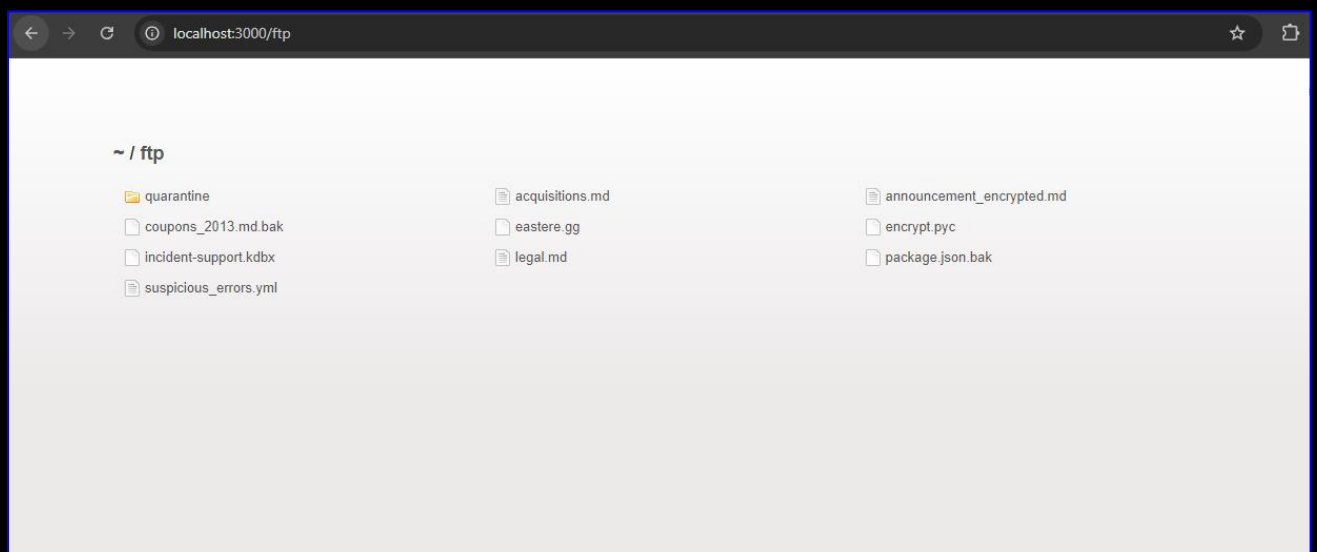 localhost:3000/ftp
~ / ftp
quarantine acquisitions.md announcement_encrypted.md
coupons_2013.md.bak eastere.gg encrypt.pyc
incident-support.kdbx legal.md package.json.bak
suspicious_errors.yml